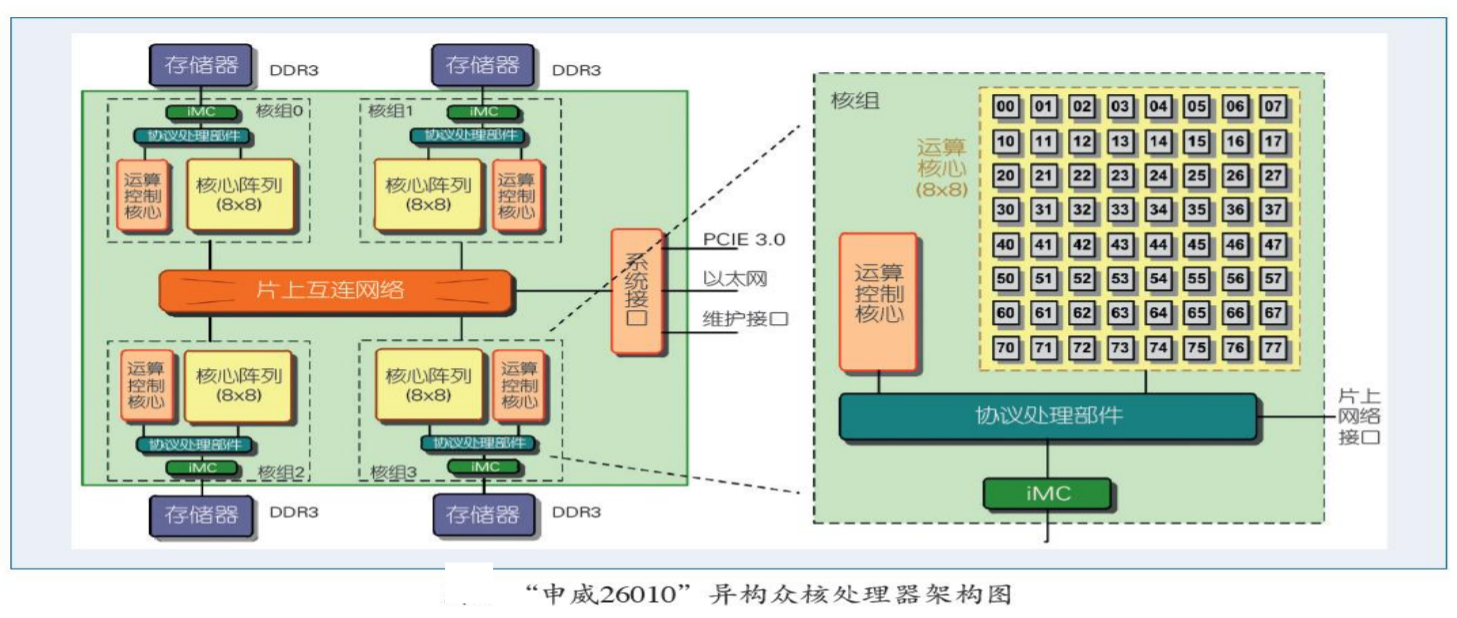 存储器
DDR3
存储器
DDR3
iMC
核组0
核组1
iMC
协议处理部件
协议处理部件
运算
控制
核心
核心阵列
(8x8)
核心阵列
(8x8)
运算
控制
核心
片上互连网络
系统接口
PCIE 3.0
以太网
维护接口
运算
控制
核心
核心阵列
(8x8)
核心阵列
(8x8)
运算
控制
核心
协议处理部件
协议处理部件
iMC
核组2
核组3
iMC
存储器
DDR3
存储器
DDR3
核组
运算
核心
(8x8)
00 01 02 03 04 05 06 07
10 11 12 13 14 15 16 17
20 21 22 23 24 25 26 27
30 31 32 33 34 35 36 37
40 41 42 43 44 45 46 47
50 51 52 53 54 55 56 57
60 61 62 63 64 65 66 67
70 71 72 73 74 75 76 77
运算
控制
核心
协议处理部件
片上
网络
接口
iMC
“申威26010”异构众核处理器架构图